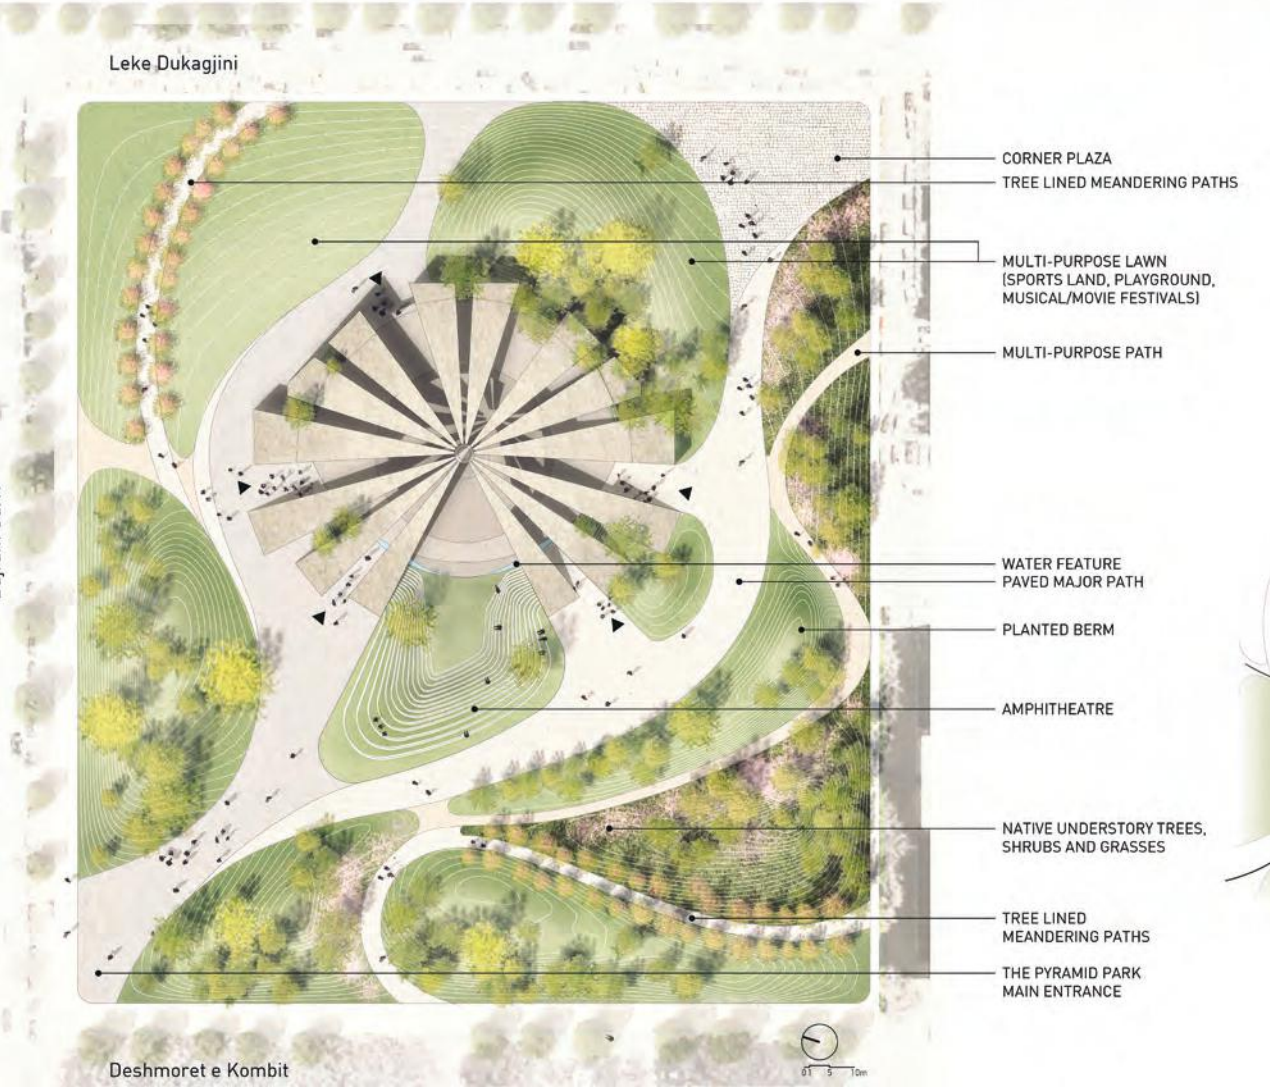 Leke Dukagjini
CORNER PLAZA
TREE LINED MEANDERING PATHS
MULTI-PURPOSE LAWN
(SPORTS LAND, PLAYGROUND,
MUSICAL/MOVIE FESTIVALS)
MULTI-PURPOSE PATH
WATER FEATURE
PAVED MAJOR PATH
PLANTED BERM
AMPHITHEATRE
NATIVE UNDERSTORY TREES,
SHRUBS AND GRASSES
TREE LINED
MEANDERING PATHS
THE PYRAMID PARK
MAIN ENTRANCE
Deshmoret e Kombit
0 1 5 10m